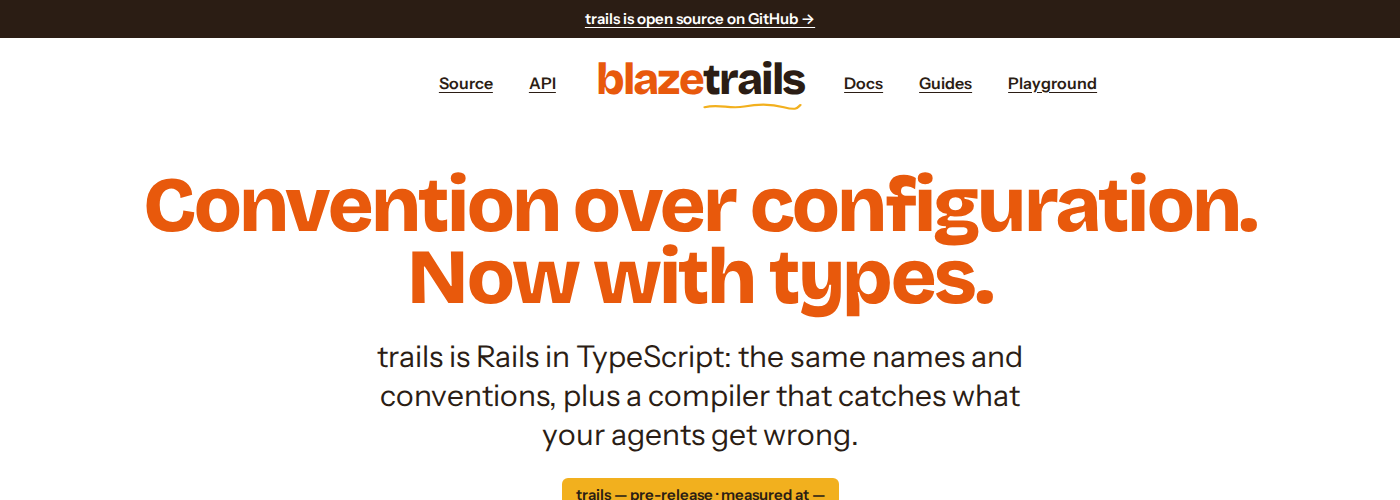 trails is open source on GitHub →
Source API blazetrails Docs Guides Playground
Convention over configuration.
Now with types.
trails is Rails in TypeScript: the same names and
conventions, plus a compiler that catches what
your agents get wrong.
trails — pre-release · measured at —